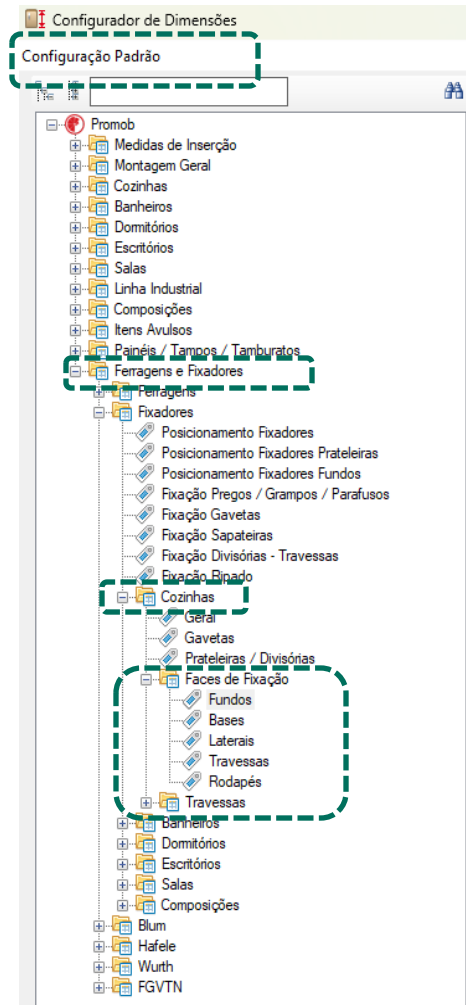 Configurador de Dimensões
Configuração Padrão
Promob
Medidas de Inserção
Montagem Geral
Cozinhas
Banheiros
Dormitórios
Escritórios
Salas
Linha Industrial
Composições
Itens Avulsos
Painéis / Tampos / Tamburatos
Ferragens e Fixadores
Ferragens
Fixadores
Posicionamento Fixadores
Posicionamento Fixadores Prateleiras
Posicionamento Fixadores Fundos
Fixação Pregos / Grampos / Parafusos
Fixação Gavetas
Fixação Sapateiras
Fixação Divisórias - Travessas
Fixação Ripado
Cozinhas
Geral
Gavetas
Prateleiras / Divisórias
Faces de Fixação
Fundos
Bases
Laterais
Travessas
Rodapés
Travessas
Banheiros
Dormitórios
Escritórios
Salas
Composições
Blum
Hafele
Wurth
FGVTN